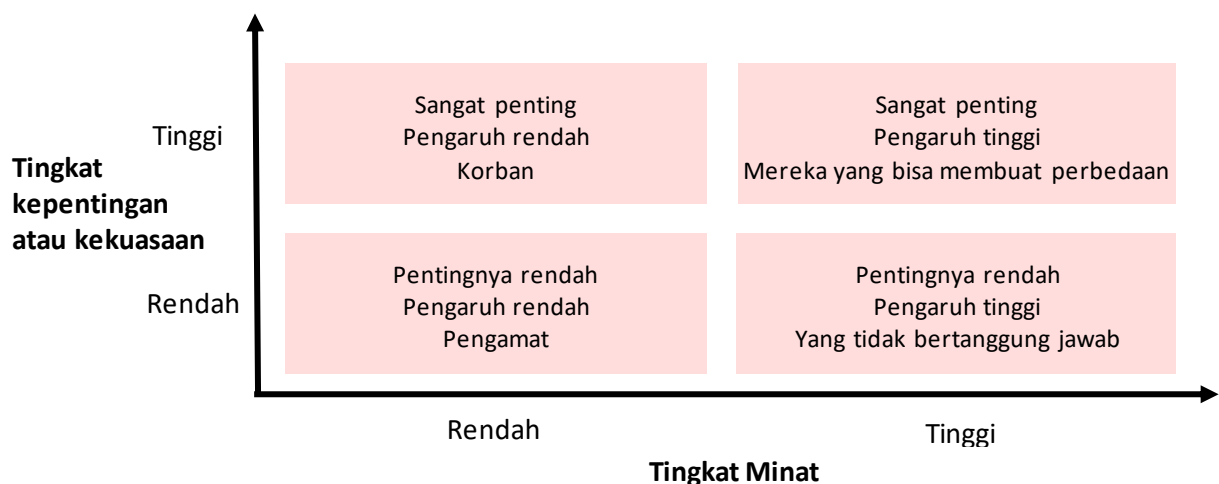 Tinggi
Tingkat
kepentingan
atau kekuasaan
Rendah
Sangat penting
Pengaruh rendah
Korban
Sangat penting
Pengaruh tinggi
Mereka yang bisa membuat perbedaan
Pentingnya rendah
Pengaruh rendah
Pengamat
Pentingnya rendah
Pengaruh tinggi
Yang tidak bertanggung jawab
Rendah
Tinggi
Tingkat Minat